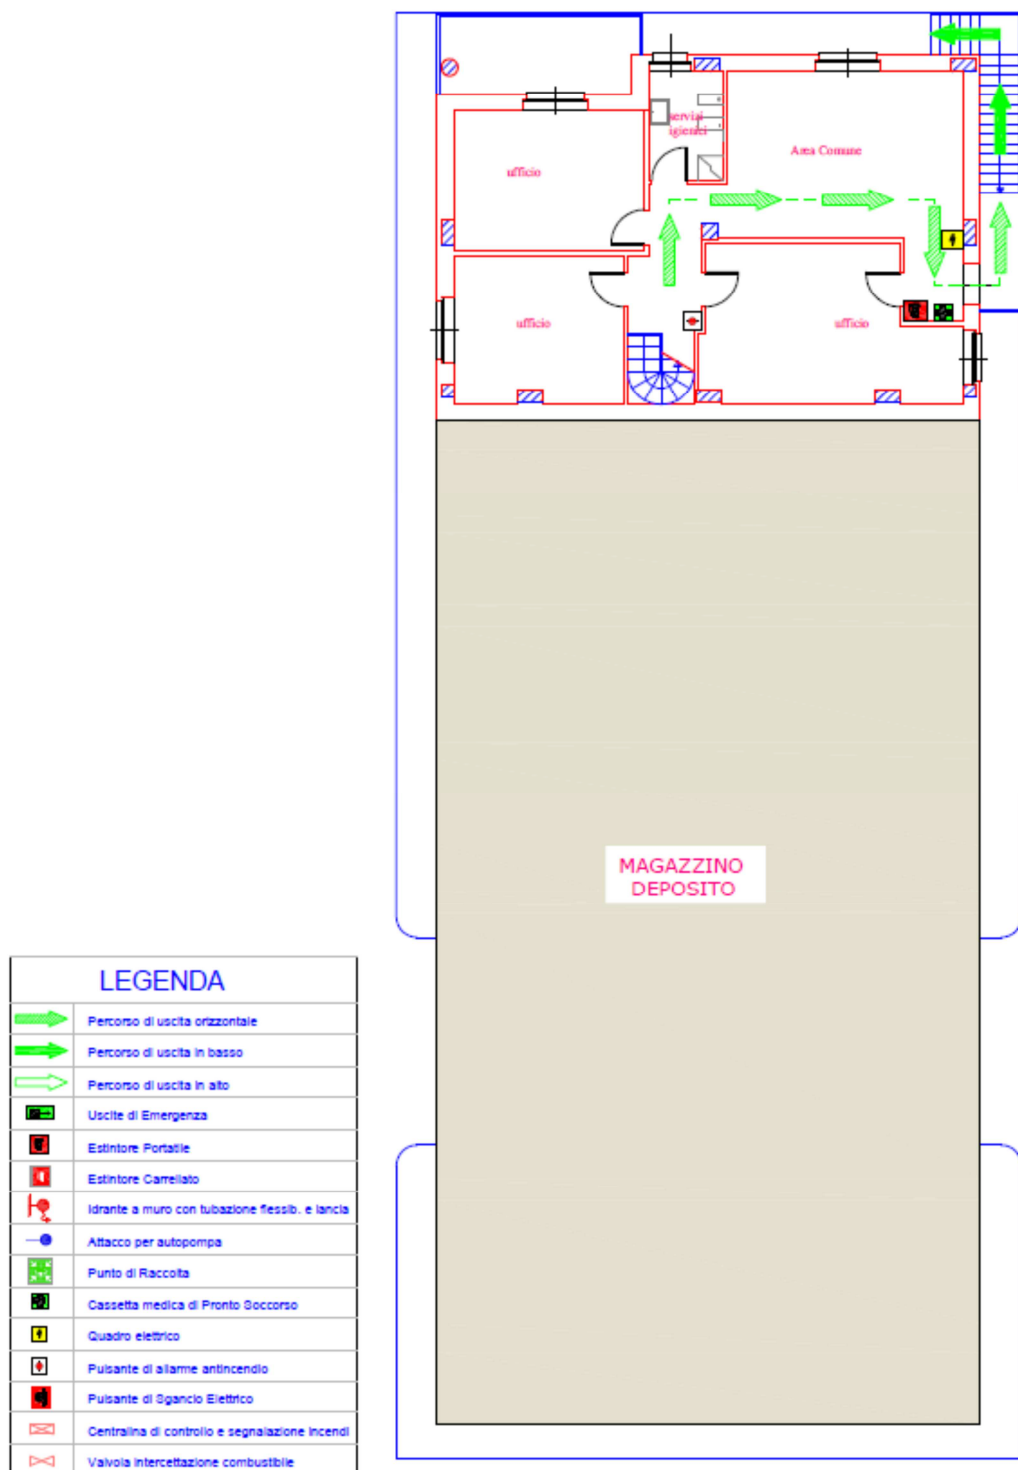 servizi
igienici
Area Comune
ufficio
ufficio
ufficio
MAGAZZINO
DEPOSITO
LEGENDA
Percorso di uscita orizzontale
Percorso di uscita in basso
Percorso di uscita in alto
Uscite di Emergenza
Estintore Portatile
Estintore Carrellato
Idrante a muro con tubazione flessib. e lancia
Attacco per autopompa
Punto di Raccolta
Cassetta medica di Pronto Soccorso
Quadro elettrico
Pulsante di allarme antincendio
Pulsante di Sgancio Elettrico
Centralina di controllo e segnalazione incendi
Valvola intercettazione combustibile